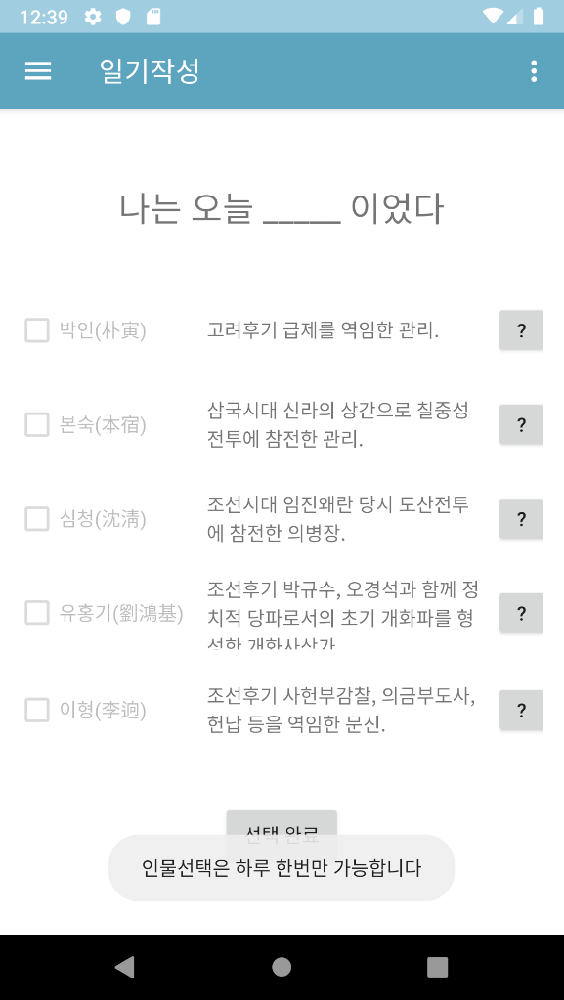 12:39
일기작성
나는 오늘 _____ 이었다
박인(朴寅)
고려후기 급제를 역임한 관리.
?
본숙(本宿)
삼국시대 신라의 상간으로 칠중성
전투에 참전한 관리.
?
심청(沈淸)
조선시대 임진왜란 당시 도산전투
에 참전한 의병장.
?
유홍기(劉鴻基)
조선후기 박규수, 오경석과 함께 정
치적 당파로서의 초기 개화파를 형
성한 개화사상가
?
이형(李逈)
조선후기 사헌부감찰, 의금부도사,
헌납 등을 역임한 문신.
?
선택 완료
인물선택은 하루 한번만 가능합니다